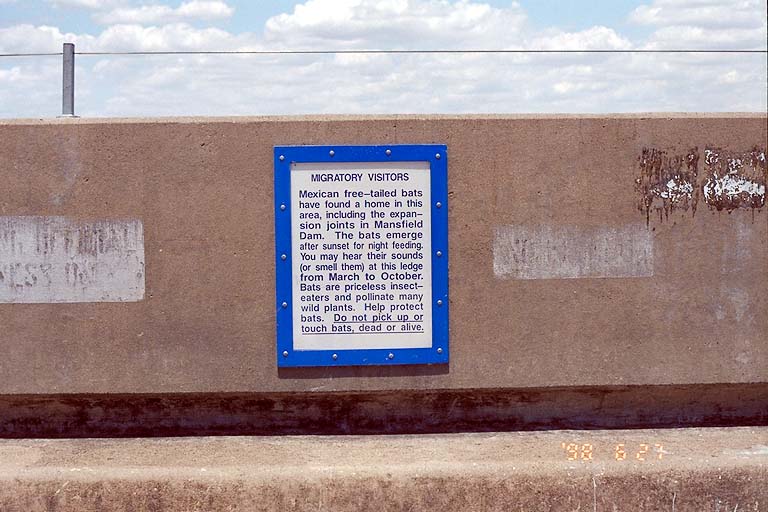 MIGRATORY VISITORS
Mexican free-tailed bats
have found a home in this
area, including the expan-
sion joints in Mansfield
Dam. The bats emerge
after sunset for night feeding.
You may hear their sounds
(or smell them) at this ledge
from March to October.
Bats are priceless insect-
eaters and pollinate many
wild plants. Help protect
bats. Do not pick up or
touch bats, dead or alive.
'98 6 27